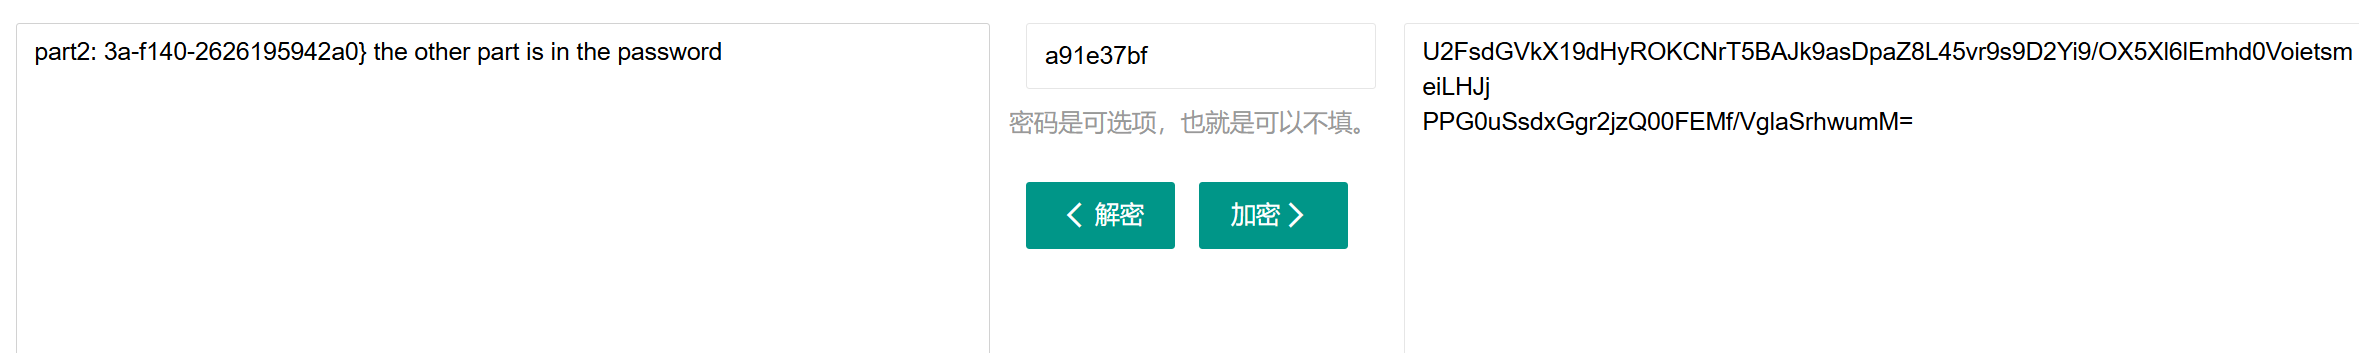 part2: 3a-f140-2626195942a0} the other part is in the password
a91e37bf
密码是可选项，也就是可以不填。
解密
加密
U2FsdGVkX19dHyROKCNrT5BAJk9asDpaZ8L45vr9s9D2Yi9/OX5Xl6lEmhd0Voietsm
eiLHJj
PPG0uSsdxGgr2jzQ00FEMf/VglaSrhwumM=